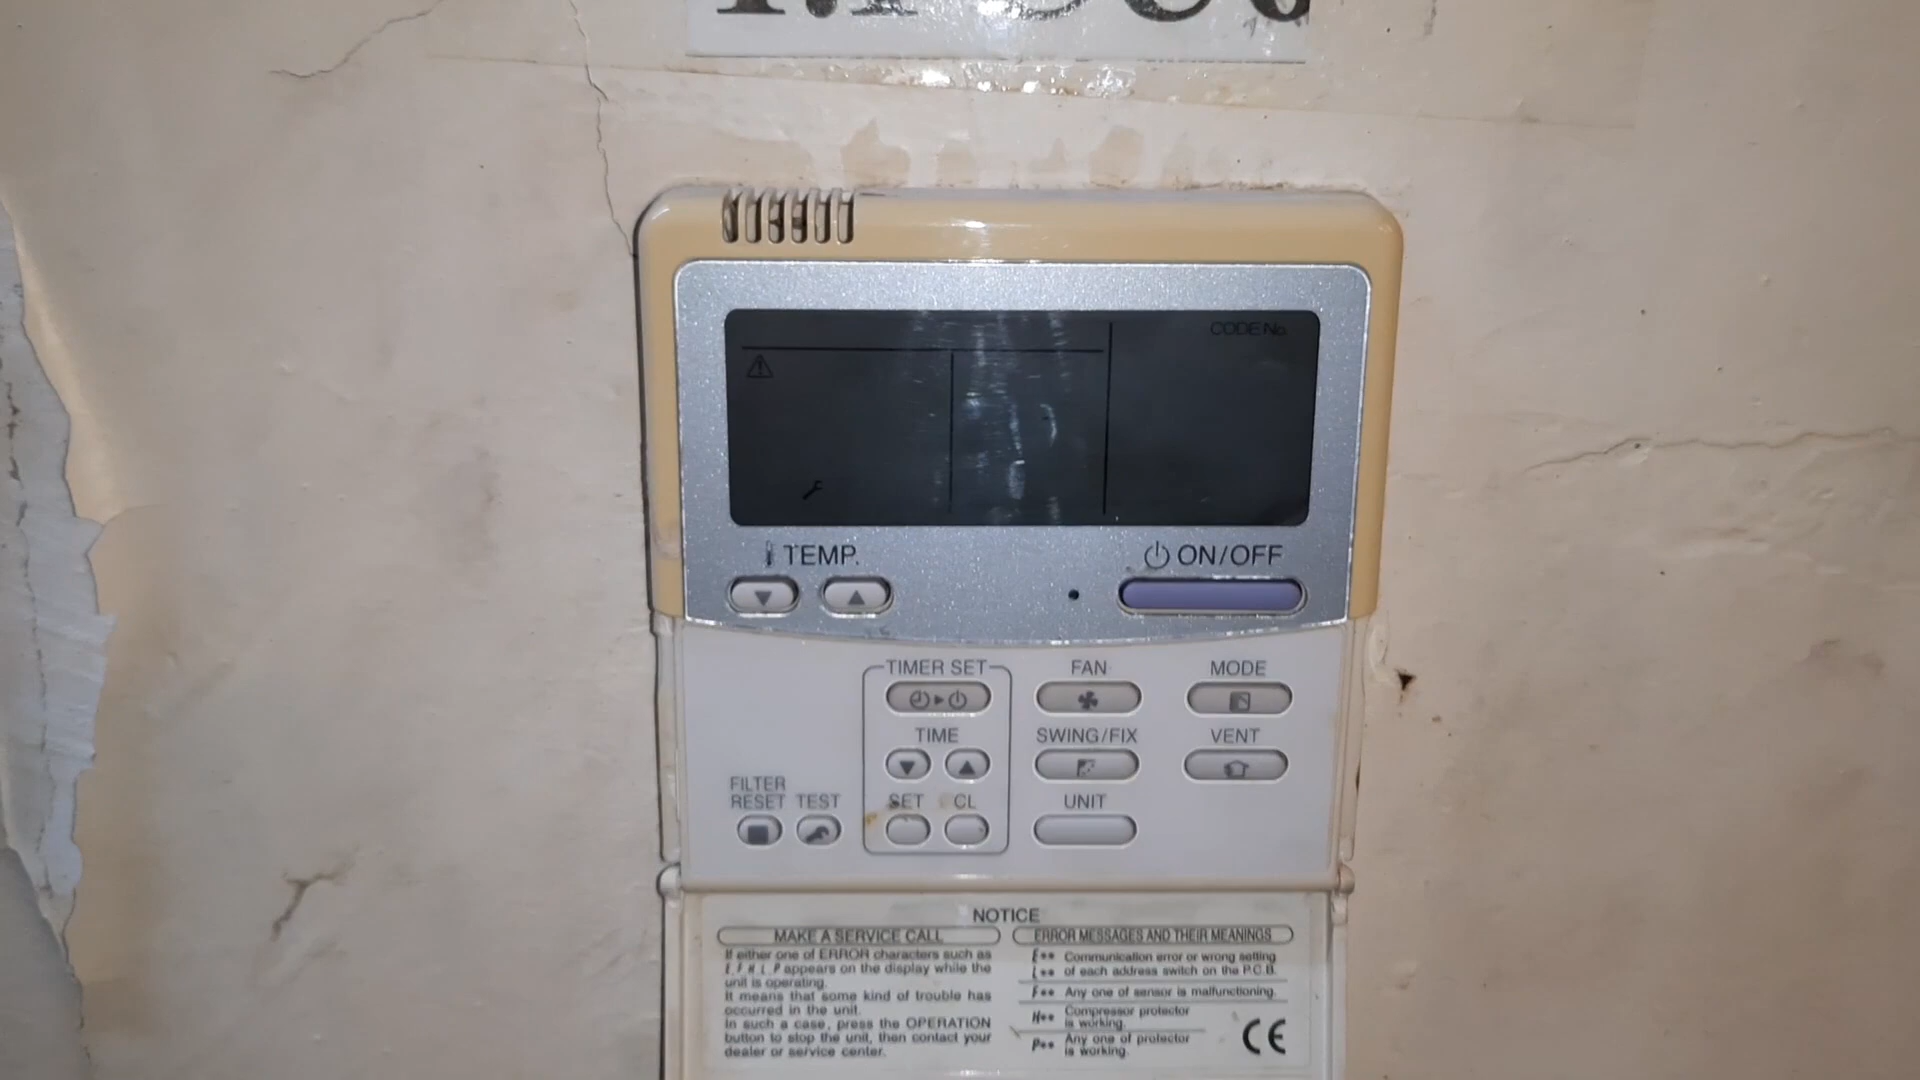 CODE No.
TEMP.
ON/OFF
TIMER SET
FAN
MODE
TIME
SWING/FIX
VENT
FILTER
RESET
TEST
SET
CL
UNIT
NOTICE
MAKE A SERVICE CALL
If either one of ERROR characters such as
E, F, H, L, P appears on the display while the
unit is operating.
It means that some kind of trouble has
occurred in the unit.
In such a case, press the OPERATION
button to stop the unit, then contact your
dealer or service center.
ERROR MESSAGES AND THEIR MEANINGS
E** Communication error or wrong setting
L** of each address switch on the P.C.B.
F** Any one of sensor is malfunctioning.
H** Compressor protector
is working.
P** Any one of protector
is working.
CE